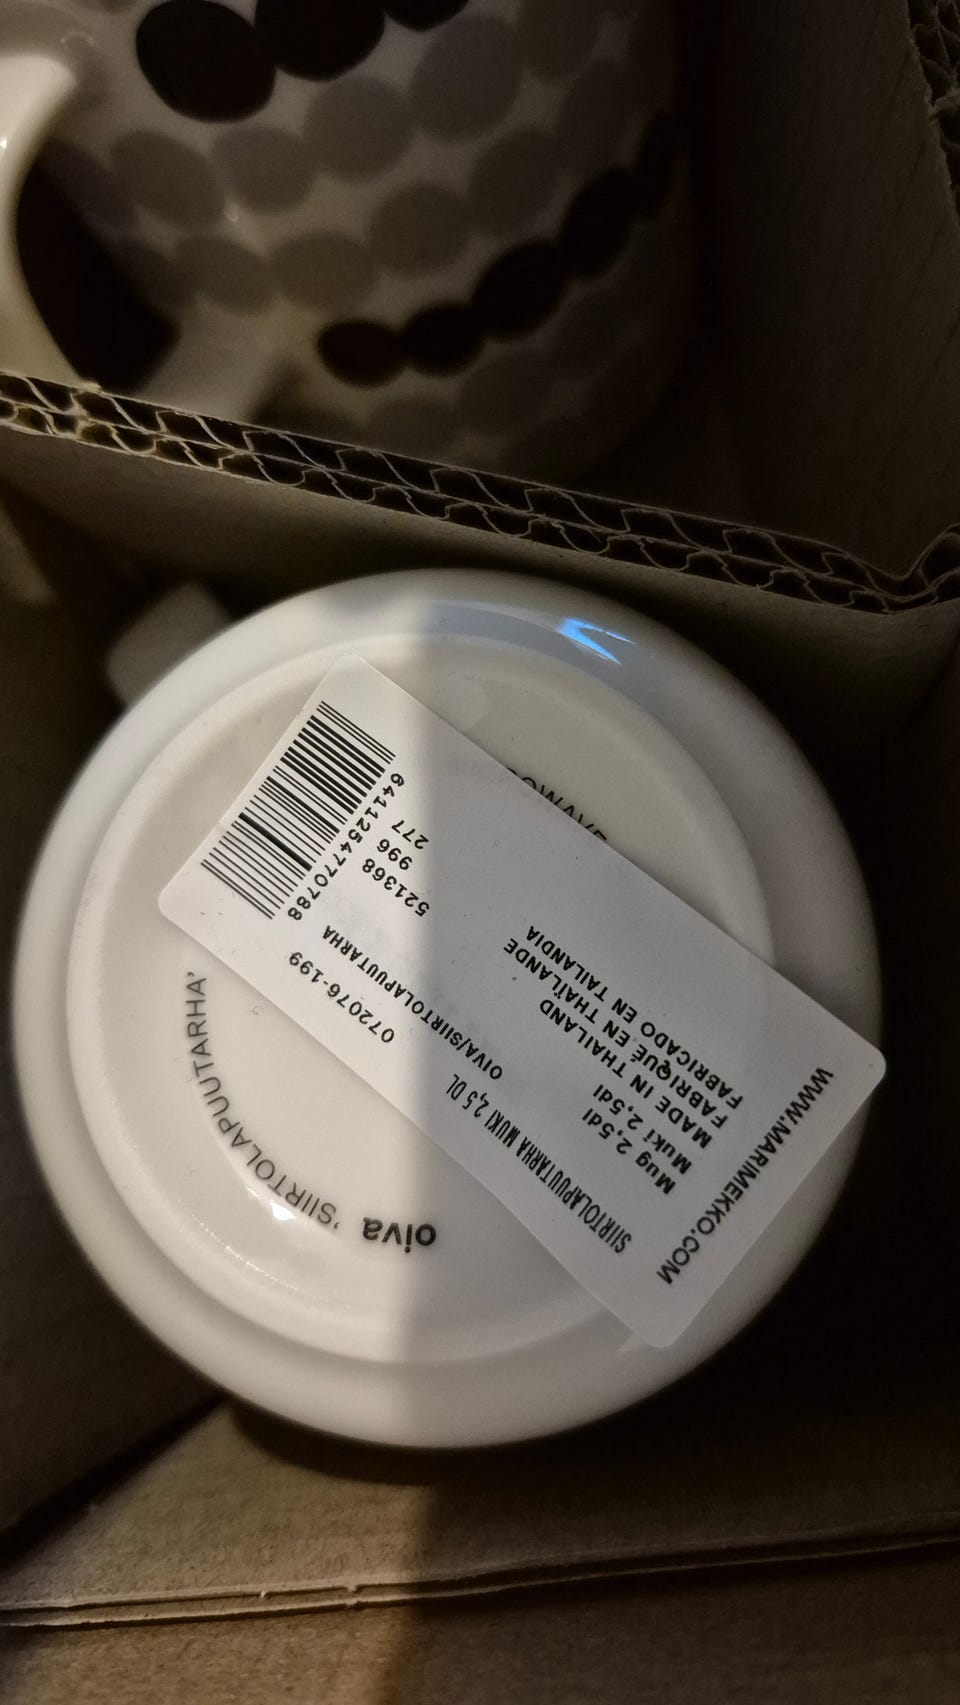 SIIRTOLAPUUTARHA MUKI 2,5 DL
OIVA/SIIRTOLAPUUTARHA
072076-199
Mug 2,5dl
Muki 2,5dl
MADE IN THAILAND
FABRIQUÉ EN THAÏLANDE
FABRICADO EN TAILANDIA
521368
996
277
6411254770788
WWW.MARIMEKKO.COM
oiva 'SIIRTOLAPUUTARHA'